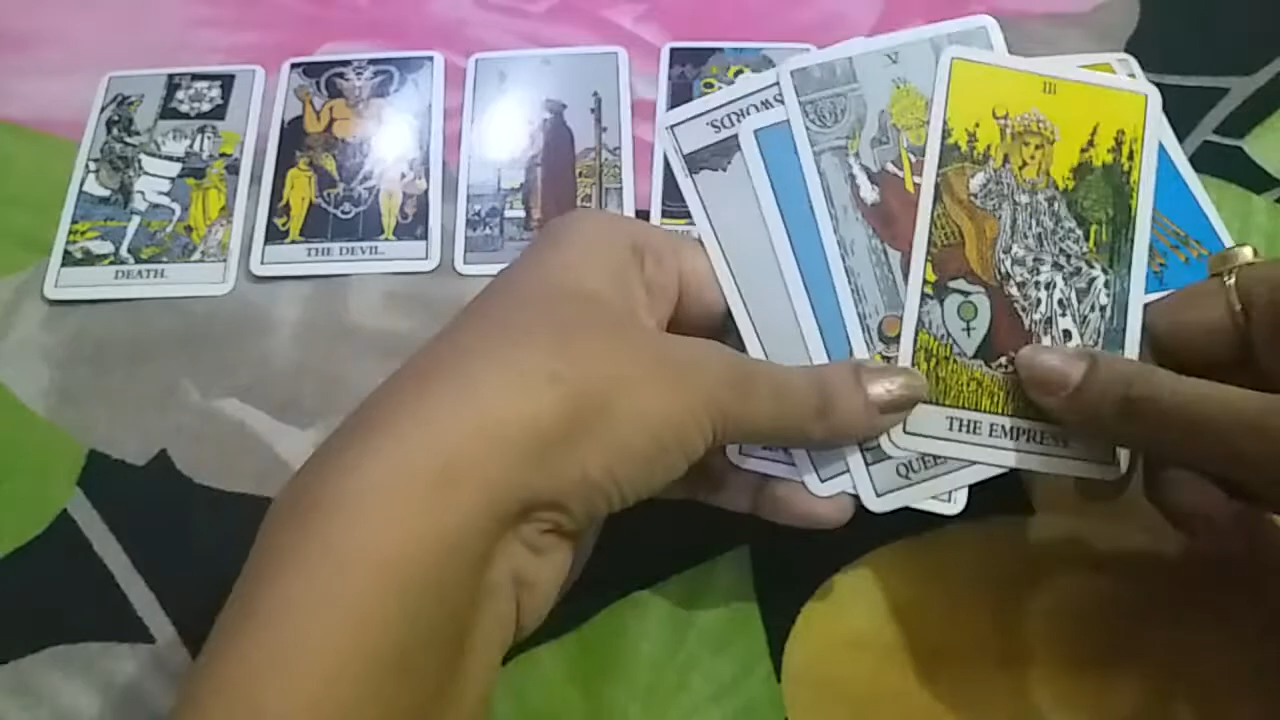 DEATH.
THE DEVIL.
SWORDS.
V
III
THE EMPRESS
QUEE